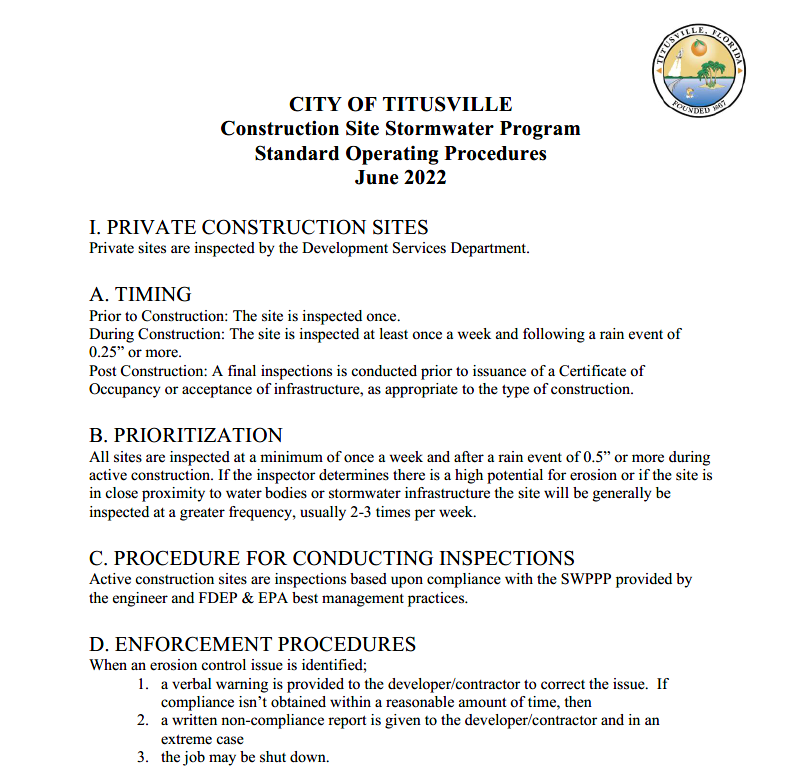 TITUSVILLE, FLORIDA
FOUNDED 1867
CITY OF TITUSVILLE
Construction Site Stormwater Program
Standard Operating Procedures
June 2022
I. PRIVATE CONSTRUCTION SITES
Private sites are inspected by the Development Services Department.
A. TIMING
Prior to Construction: The site is inspected once.
During Construction: The site is inspected at least once a week and following a rain event of
0.25” or more.
Post Construction: A final inspections is conducted prior to issuance of a Certificate of
Occupancy or acceptance of infrastructure, as appropriate to the type of construction.
B. PRIORITIZATION
All sites are inspected at a minimum of once a week and after a rain event of 0.5” or more during
active construction. If the inspector determines there is a high potential for erosion or if the site is
in close proximity to water bodies or stormwater infrastructure the site will be generally be
inspected at a greater frequency, usually 2-3 times per week.
C. PROCEDURE FOR CONDUCTING INSPECTIONS
Active construction sites are inspections based upon compliance with the SWPPP provided by
the engineer and FDEP & EPA best management practices.
D. ENFORCEMENT PROCEDURES
When an erosion control issue is identified;
1. a verbal warning is provided to the developer/contractor to correct the issue.  If
compliance isn’t obtained within a reasonable amount of time, then
2. a written non-compliance report is given to the developer/contractor and in an
extreme case
3. the job may be shut down.